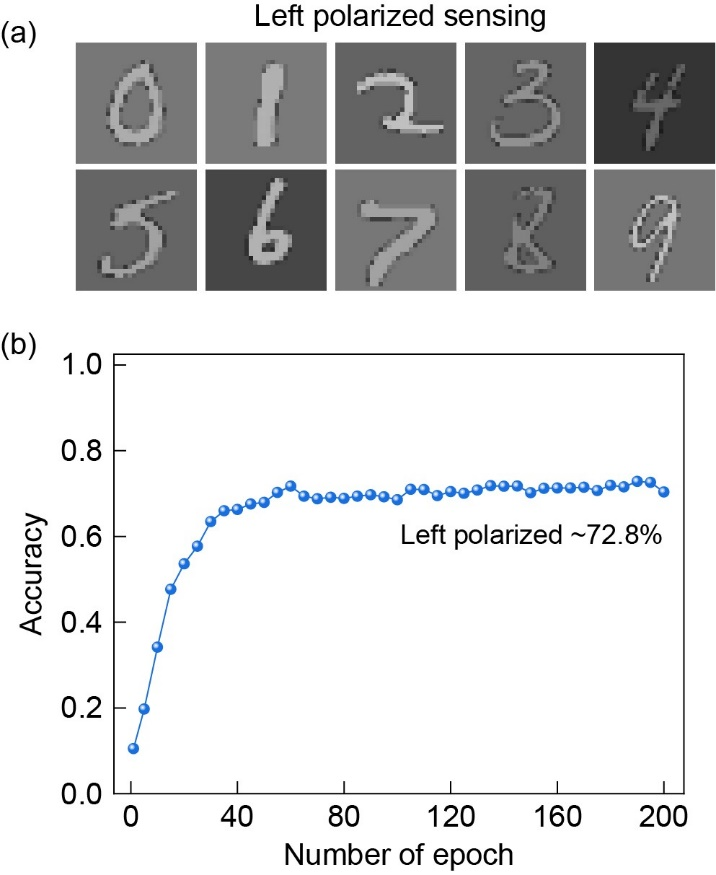 (a)
Left polarized sensing
0 1 2 3 4
5 6 7 8 9
(b)
1.0
0.8
0.6
0.4
0.2
0.0
Accuracy
Left polarized ~72.8%
0 40 80 120 160 200
Number of epoch